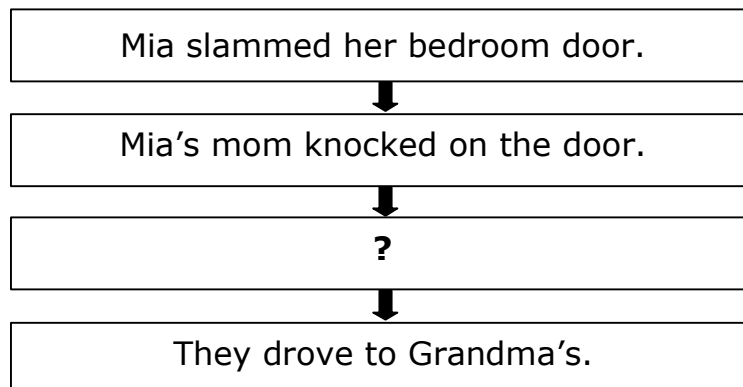 Mia slammed her bedroom door.
Mia’s mom knocked on the door.
?
They drove to Grandma’s.